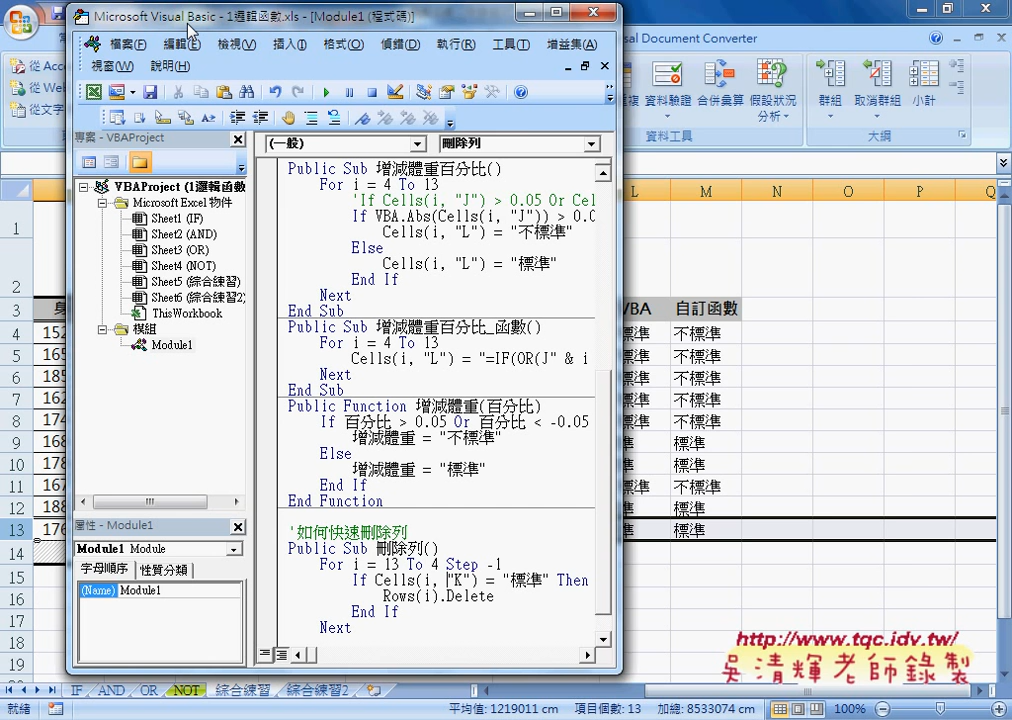 Microsoft Visual Basic - 1邏輯函數.xls - [Module1 (程式碼)]
檔案(F) 編輯(E) 檢視(V) 插入(I) 格式(O) 偵錯(D) 執行(R) 工具(T) 增益集(A)
視窗(W) 說明(H)
sal Document Converter
從 Acc
從 We
從文字
資料驗證 合併彙算 假設狀況分析
群組 取消群組 小計
資料工具
大綱
專案 - VBAProject
VBAProject (1邏輯函數
Microsoft Excel 物件
Sheet1 (IF)
Sheet2 (AND)
Sheet3 (OR)
Sheet4 (NOT)
Sheet5 (綜合練習)
Sheet6 (綜合練習2)
ThisWorkbook
模組
Module1
屬性 - Module1
Module1 Module
字母順序 性質分類
(Name) Module1
(一般) 刪除列
Public Sub 增減體重百分比()
For i = 4 To 13
'If Cells(i, "J") > 0.05 Or Cel
If VBA.Abs(Cells(i, "J")) > 0.0
Cells(i, "L") = "不標準"
Else
Cells(i, "L") = "標準"
End If
Next
End Sub
Public Sub 增減體重百分比_函數()
For i = 4 To 13
Cells(i, "L") = "=IF(OR(J" & i
Next
End Sub
Public Function 增減體重(百分比)
If 百分比 > 0.05 Or 百分比 < -0.05
增減體重 = "不標準"
Else
增減體重 = "標準"
End If
End Function
'如何快速刪除列
Public Sub 刪除列()
For i = 13 To 4 Step -1
If Cells(i, "K") = "標準" Then
Rows(i).Delete
End If
Next
L M N O P Q
1
2
3 身 VBA 自訂函數
4 152 標準 不標準
5 165 標準 不標準
6 185 標準 不標準
7 162 標準 不標準
8 174 標準 不標準
9 168 準 標準
10 178 準 標準
11 167 標準 不標準
12 188 準 標準
13 176 準 標準
14
15
16
17
18
19
http://www.tqc.idv.tw/
吳清輝老師錄製
IF AND OR NOT 綜合練習 綜合練習2
就緒 平均值: 1219011 cm 項目個數: 13 加總: 8533074 cm 100%